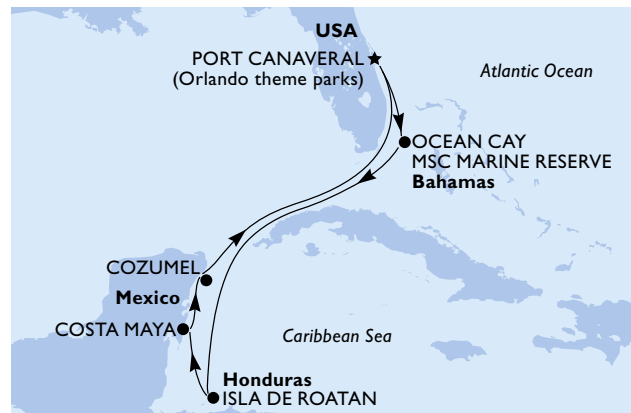 USA
PORT CANAVERAL
(Orlando theme parks)
Atlantic Ocean
OCEAN CAY
MSC MARINE RESERVE
Bahamas
COZUMEL
Mexico
COSTA MAYA
Caribbean Sea
Honduras
ISLA DE ROATAN